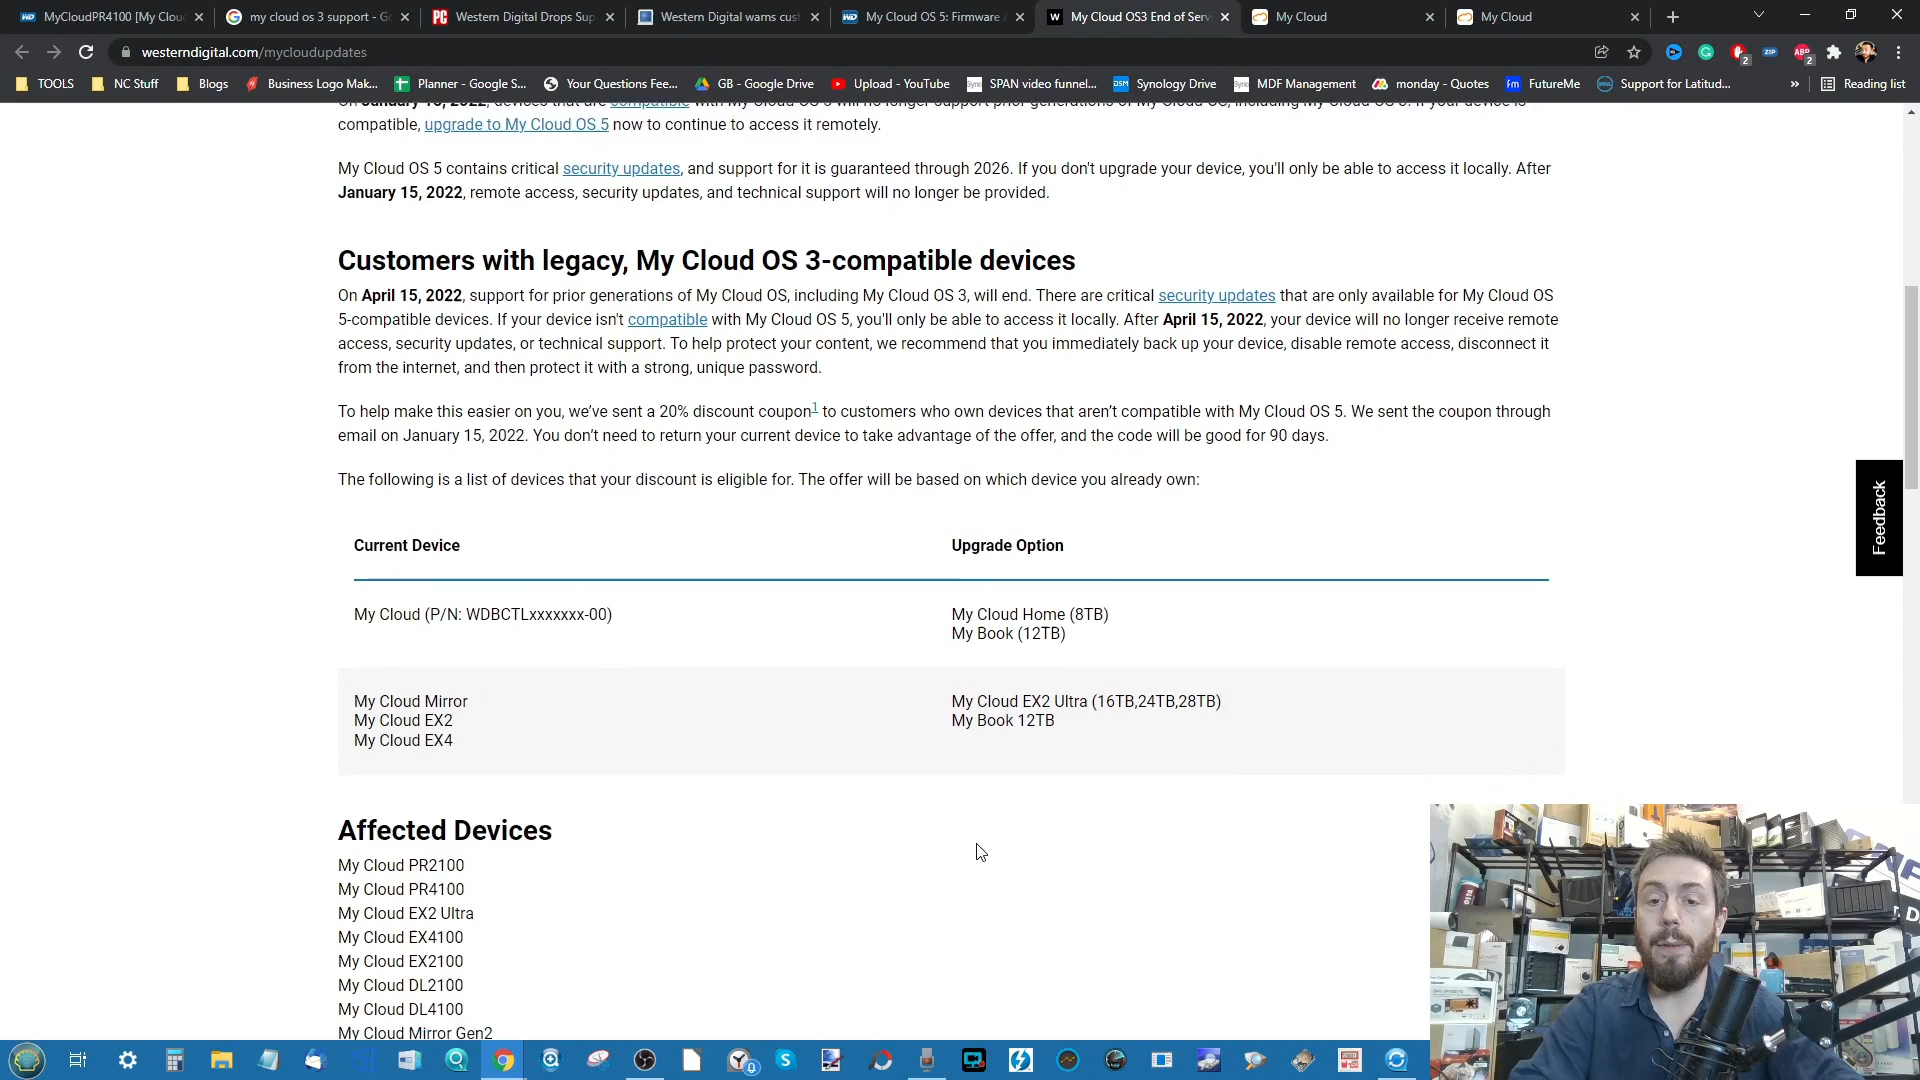 MyCloudPR4100 [My Clou
my cloud os 3 support - Go
Western Digital Drops Sup
Western Digital warns cust
My Cloud OS 5: Firmware
My Cloud OS3 End of Serv
My Cloud
My Cloud
westerndigital.com/mycloudupdates
TOOLS
NC Stuff
Blogs
Business Logo Mak...
Planner - Google S...
Your Questions Fee...
GB - Google Drive
Upload - YouTube
SPAN video funnel...
Synology Drive
MDF Management
monday - Quotes
FutureMe
Support for Latitud...
Reading list
compatible, upgrade to My Cloud OS 5 now to continue to access it remotely.
My Cloud OS 5 contains critical security updates, and support for it is guaranteed through 2026. If you don't upgrade your device, you'll only be able to access it locally. After
January 15, 2022, remote access, security updates, and technical support will no longer be provided.
Customers with legacy, My Cloud OS 3-compatible devices
On April 15, 2022, support for prior generations of My Cloud OS, including My Cloud OS 3, will end. There are critical security updates that are only available for My Cloud OS
5-compatible devices. If your device isn't compatible with My Cloud OS 5, you'll only be able to access it locally. After April 15, 2022, your device will no longer receive remote
access, security updates, or technical support. To help protect your content, we recommend that you immediately back up your device, disable remote access, disconnect it
from the internet, and then protect it with a strong, unique password.
To help make this easier on you, we’ve sent a 20% discount coupon1 to customers who own devices that aren’t compatible with My Cloud OS 5. We sent the coupon through
email on January 15, 2022. You don’t need to return your current device to take advantage of the offer, and the code will be good for 90 days.
The following is a list of devices that your discount is eligible for. The offer will be based on which device you already own:
Current Device
Upgrade Option
My Cloud (P/N: WDBCTLxxxxxxx-00)
My Cloud Home (8TB)
My Book (12TB)
My Cloud Mirror
My Cloud EX2
My Cloud EX4
My Cloud EX2 Ultra (16TB,24TB,28TB)
My Book 12TB
Feedback
Affected Devices
My Cloud PR2100
My Cloud PR4100
My Cloud EX2 Ultra
My Cloud EX4100
My Cloud EX2100
My Cloud DL2100
My Cloud DL4100
My Cloud Mirror Gen2